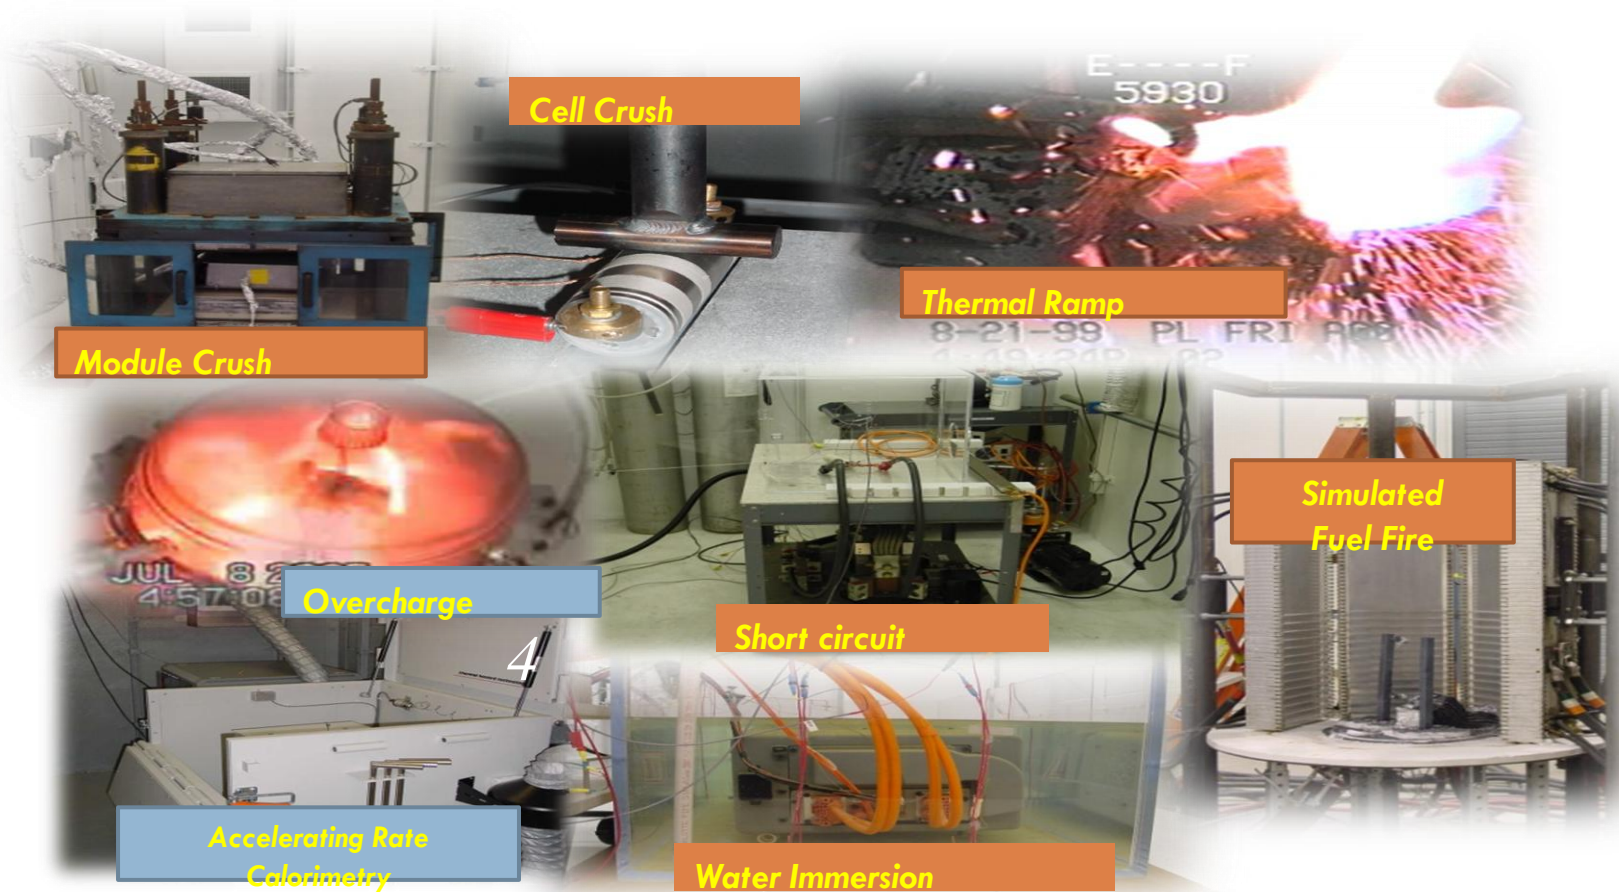 Cell Crush
E----F
5930
Thermal Ramp
8-21-99 PL FRI
Module Crush
Simulated
Fuel Fire
JUL 8
4:57:08
Overcharge
Short circuit
4
Accelerating Rate
Calorimetry
Water Immersion